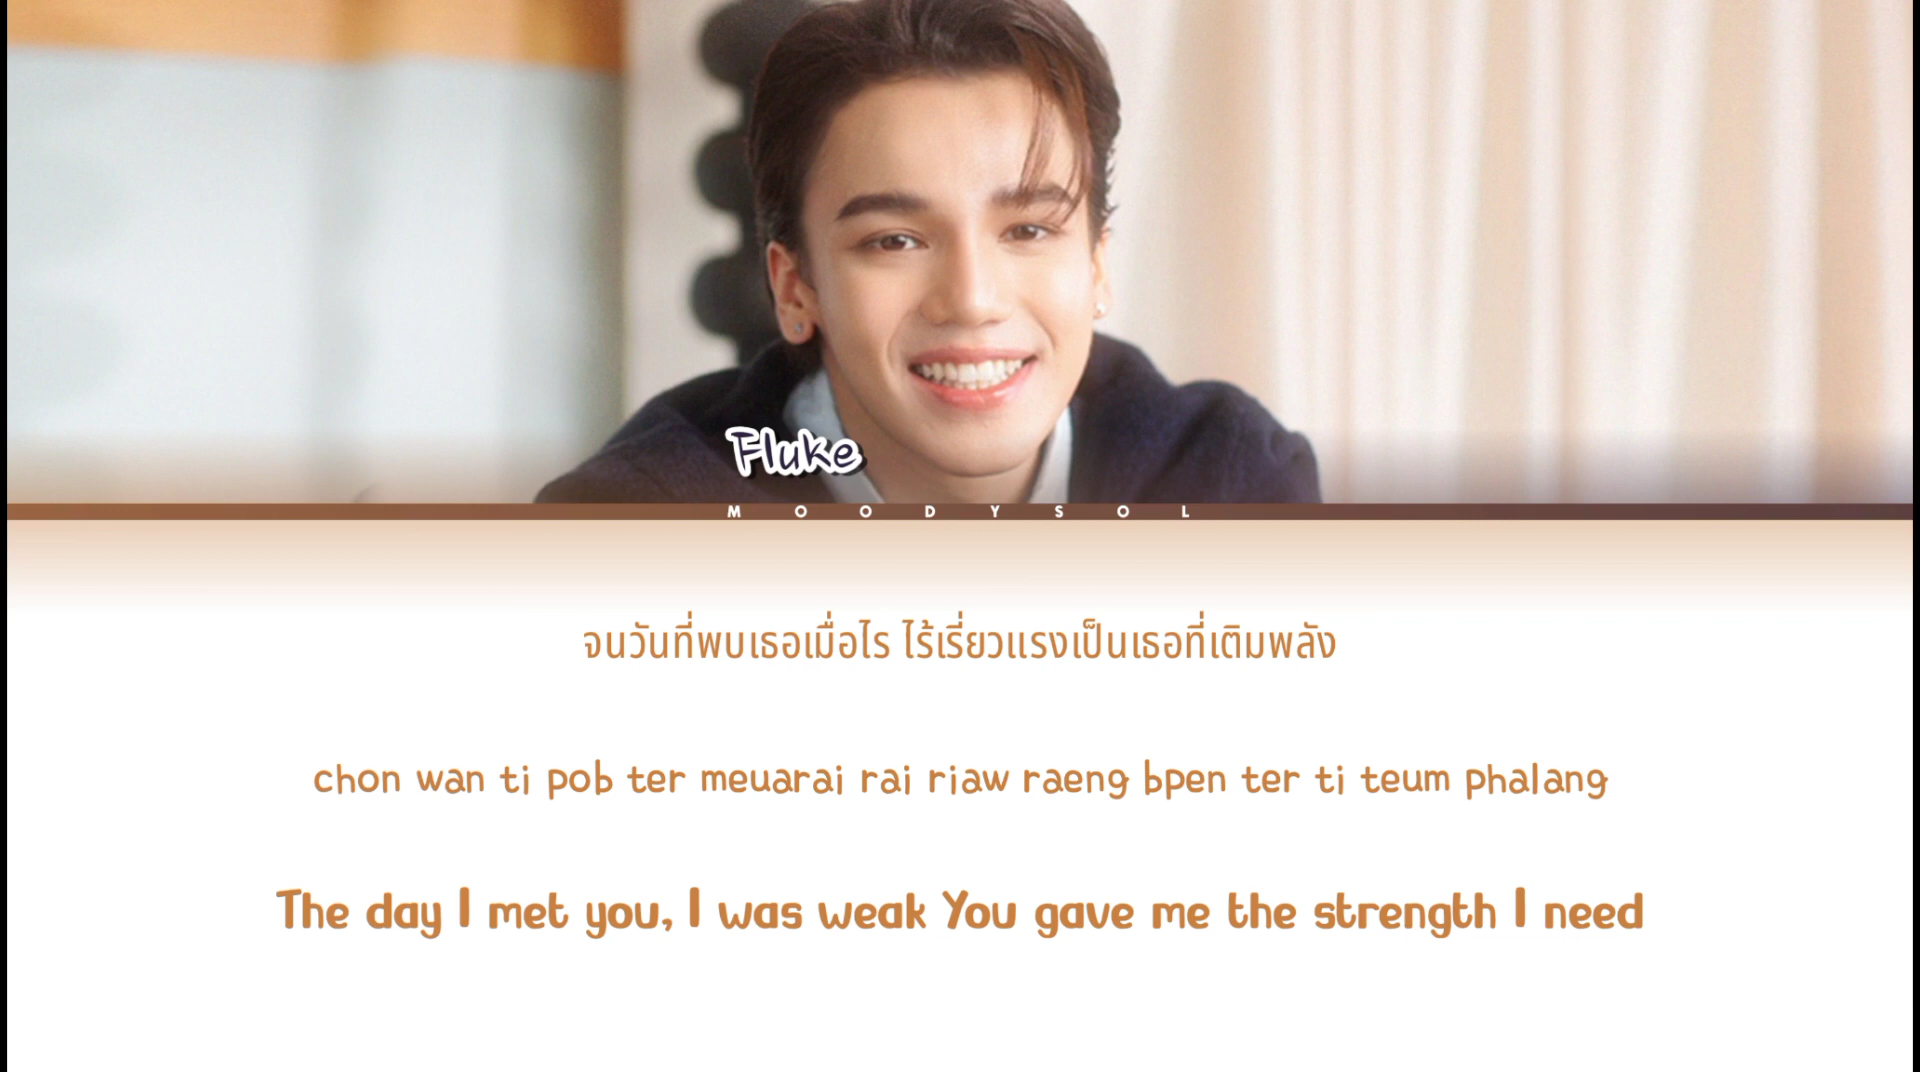 Fluke
MOODYSOL
จนวันที่พบเธอเมื่อไร ไร้เรี่ยวแรงเป็นเธอที่เติมพลัง
chon wan ti pob ter meuarai rai riaw raeng bpen ter ti teum phalang
The day I met you, I was weak You gave me the strength I need